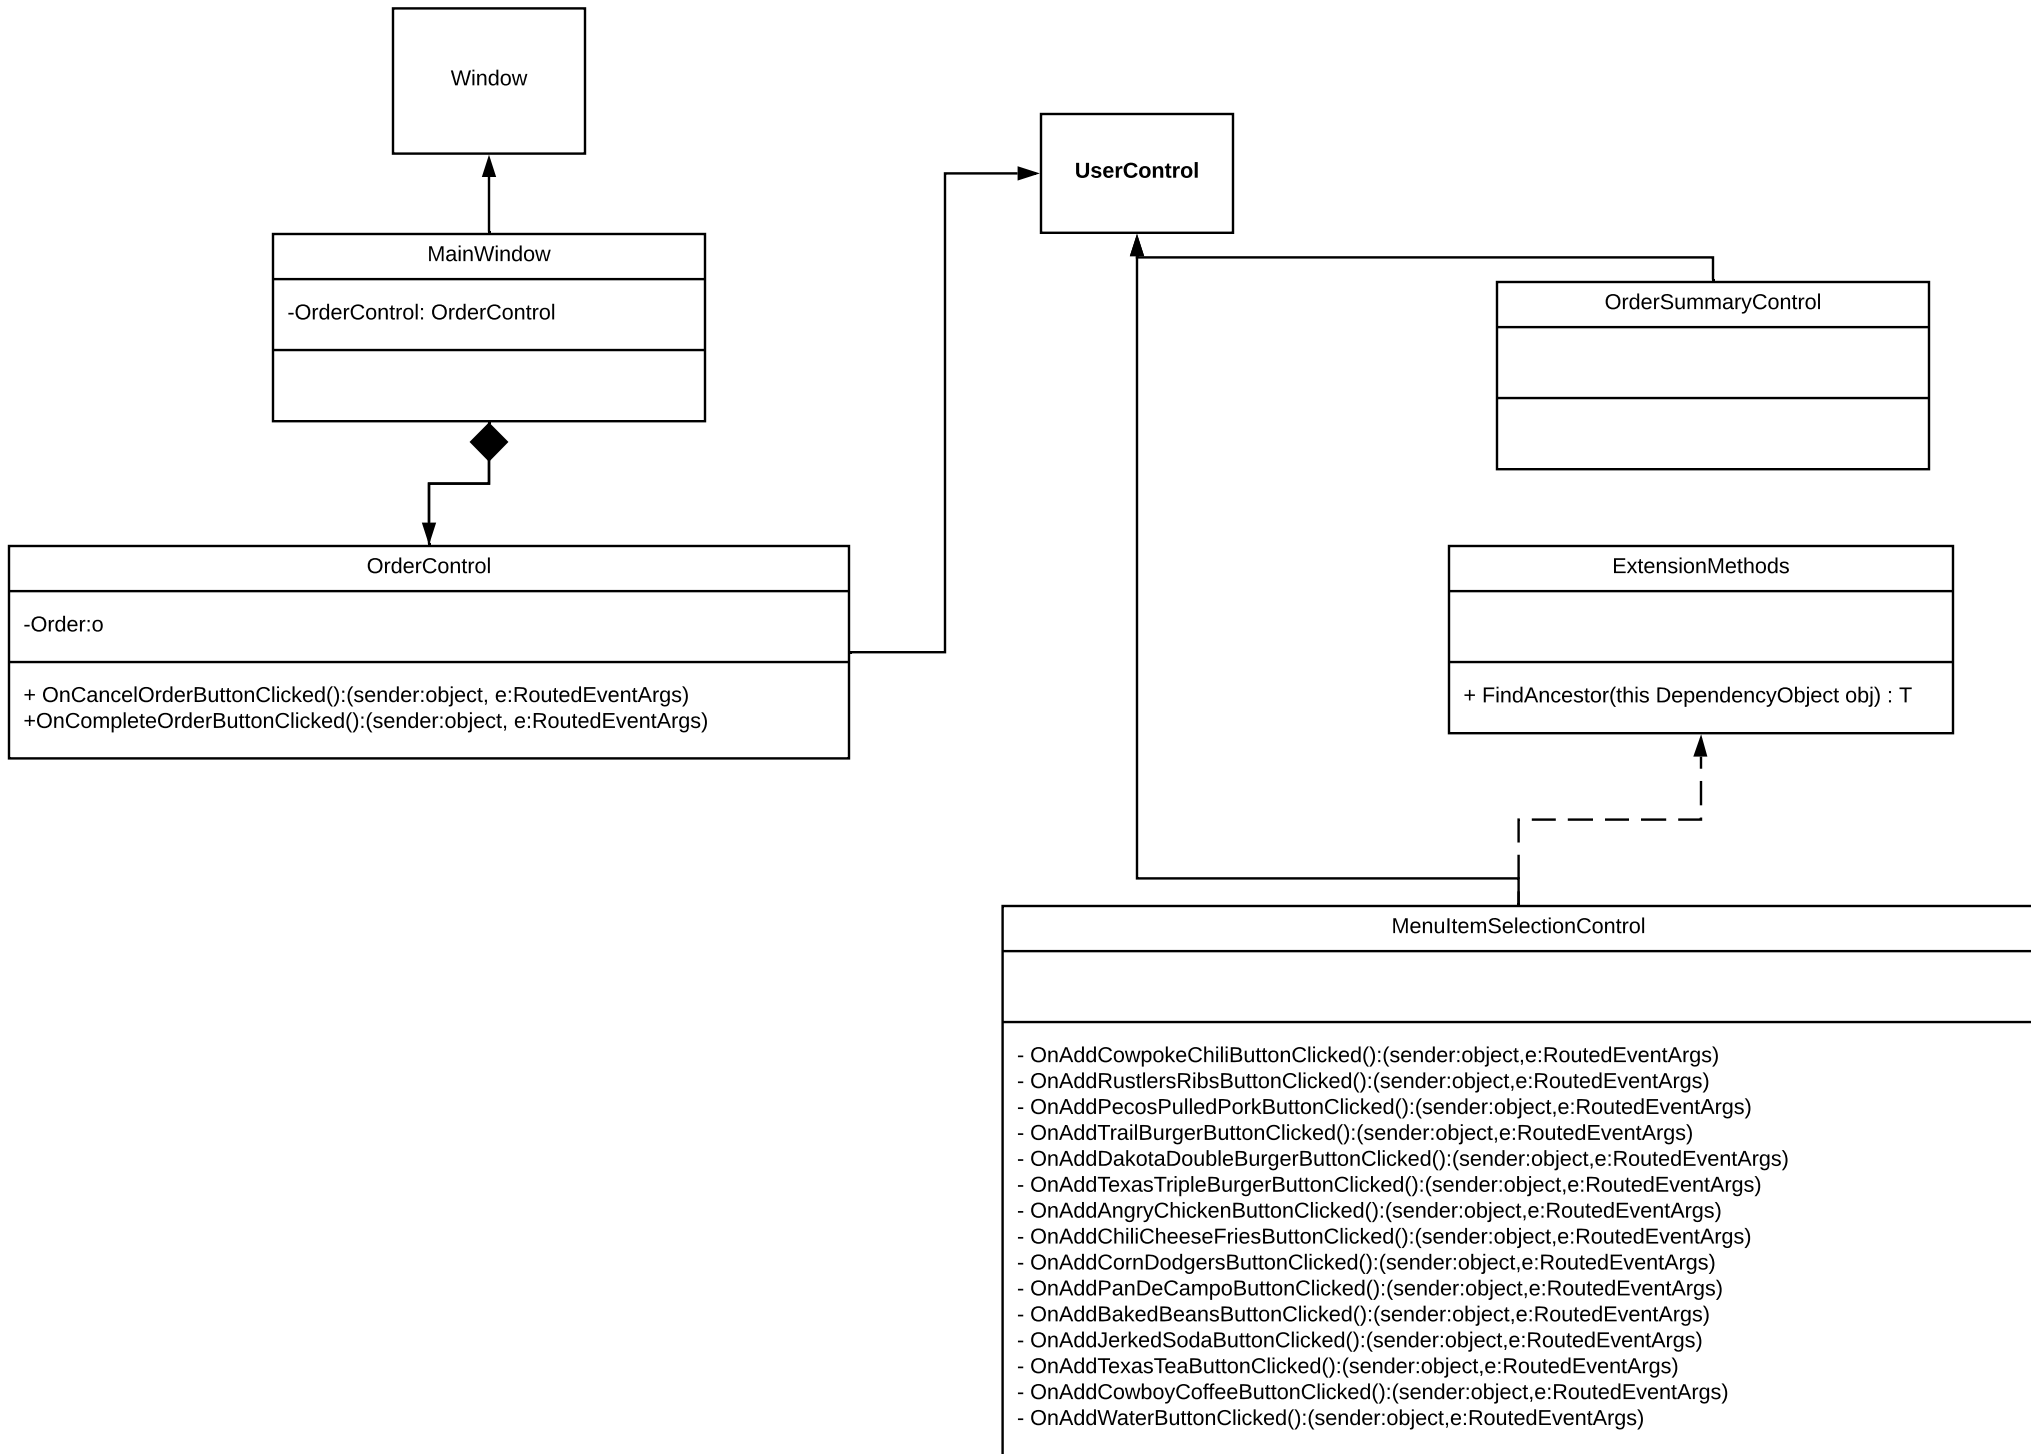 Window
UserControl
MainWindow
-OrderControl: OrderControl
OrderSummaryControl
OrderControl
-Order:o
+ OnCancelOrderButtonClicked():(sender:object, e:RoutedEventArgs)
+OnCompleteOrderButtonClicked():(sender:object, e:RoutedEventArgs)
ExtensionMethods
+ FindAncestor(this DependencyObject obj) : T
MenuItemSelectionControl
- OnAddCowpokeChiliButtonClicked():(sender:object,e:RoutedEventArgs)
- OnAddRustlersRibsButtonClicked():(sender:object,e:RoutedEventArgs)
- OnAddPecosPulledPorkButtonClicked():(sender:object,e:RoutedEventArgs)
- OnAddTrailBurgerButtonClicked():(sender:object,e:RoutedEventArgs)
- OnAddDakotaDoubleBurgerButtonClicked():(sender:object,e:RoutedEventArgs)
- OnAddTexasTripleBurgerButtonClicked():(sender:object,e:RoutedEventArgs)
- OnAddAngryChickenButtonClicked():(sender:object,e:RoutedEventArgs)
- OnAddChiliCheeseFriesButtonClicked():(sender:object,e:RoutedEventArgs)
- OnAddCornDodgersButtonClicked():(sender:object,e:RoutedEventArgs)
- OnAddPanDeCampoButtonClicked():(sender:object,e:RoutedEventArgs)
- OnAddBakedBeansButtonClicked():(sender:object,e:RoutedEventArgs)
- OnAddJerkedSodaButtonClicked():(sender:object,e:RoutedEventArgs)
- OnAddTexasTeaButtonClicked():(sender:object,e:RoutedEventArgs)
- OnAddCowboyCoffeeButtonClicked():(sender:object,e:RoutedEventArgs)
- OnAddWaterButtonClicked():(sender:object,e:RoutedEventArgs)